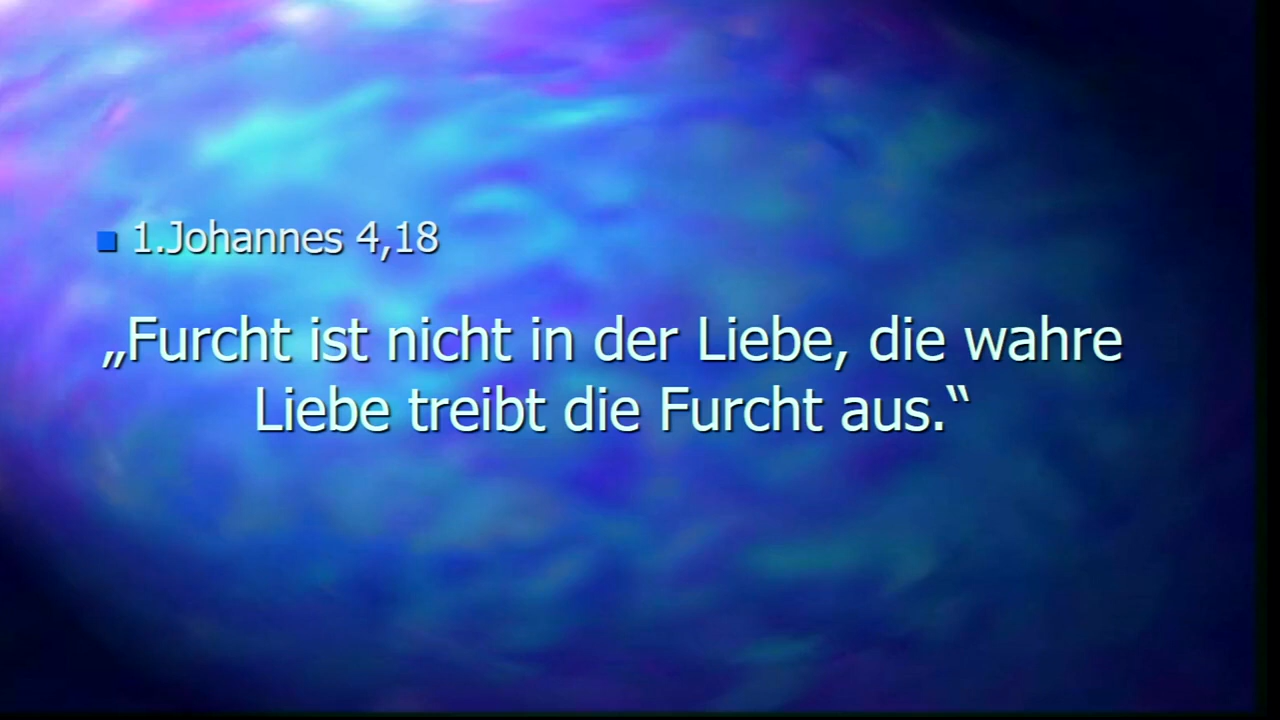 1.Johannes 4,18
„Furcht ist nicht in der Liebe, die wahre
Liebe treibt die Furcht aus.“